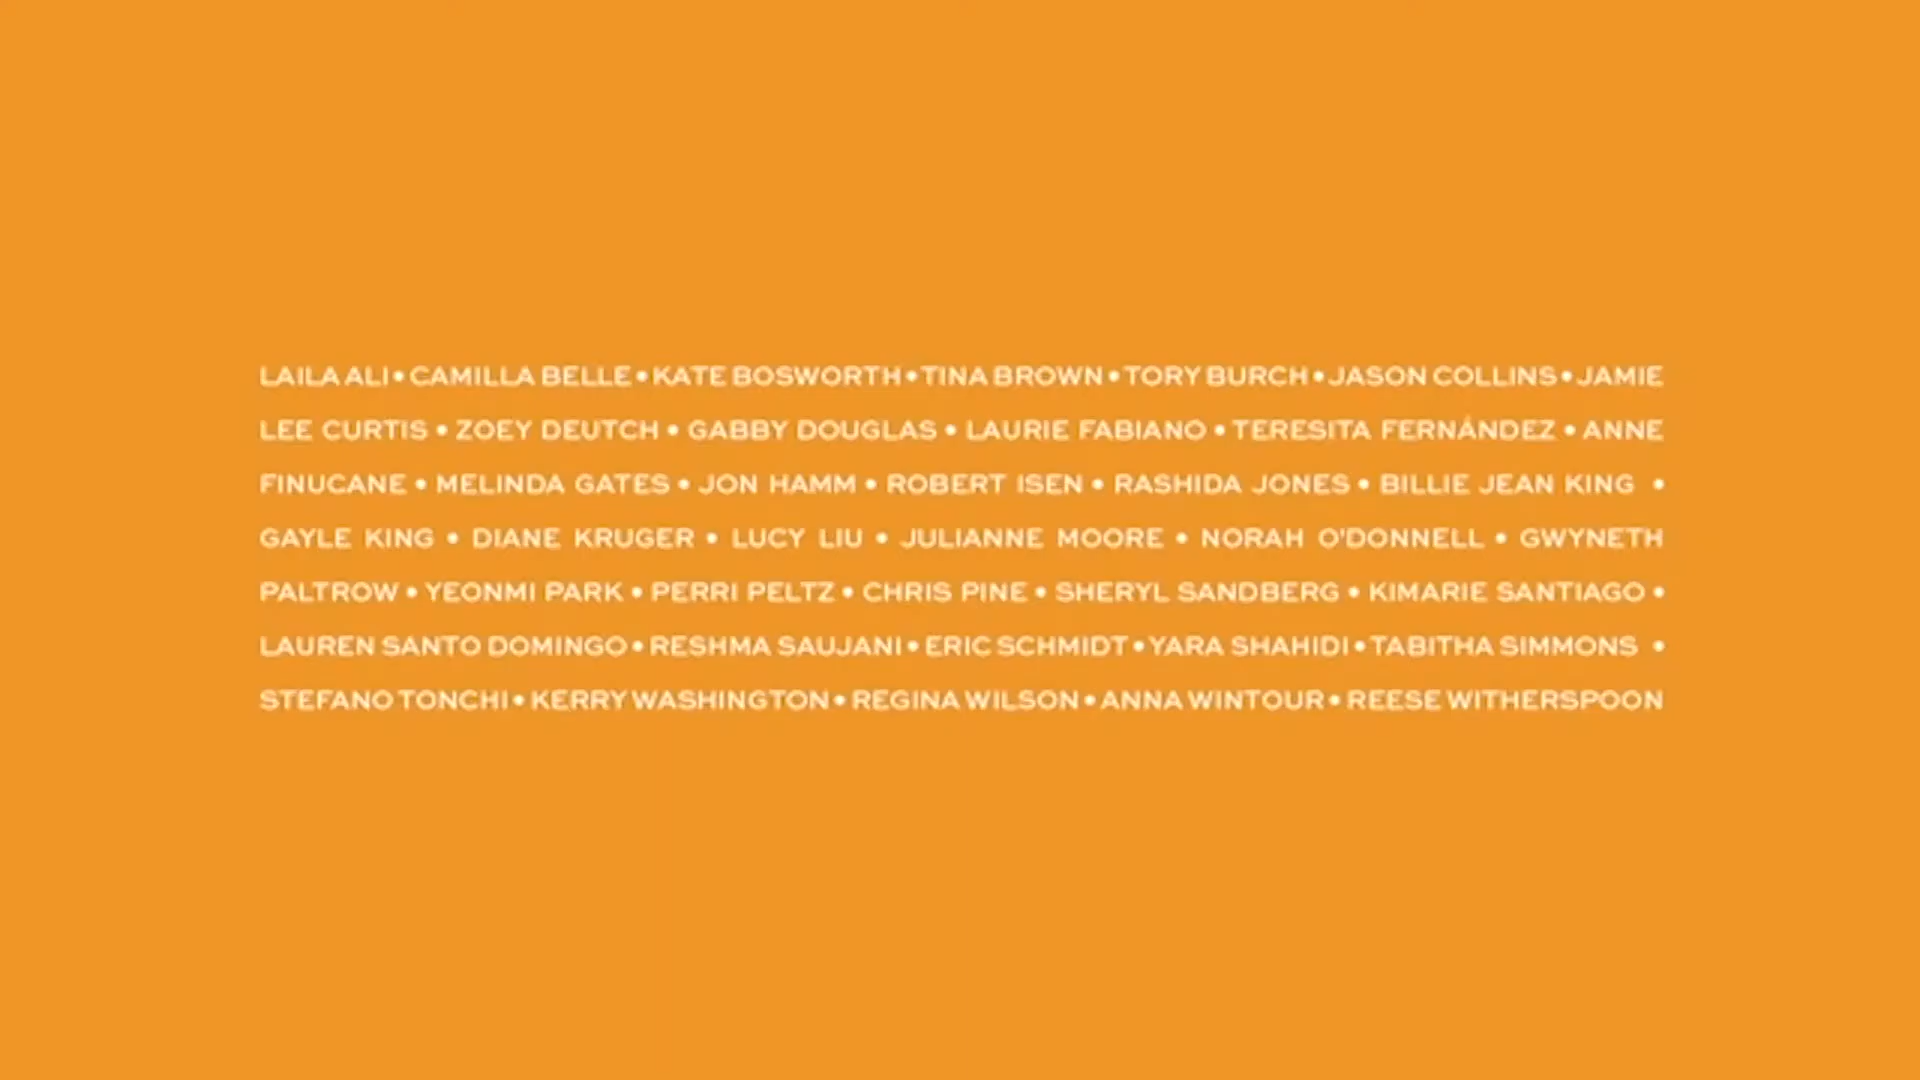 LAILA ALI • CAMILLA BELLE • KATE BOSWORTH • TINA BROWN • TORY BURCH • JASON COLLINS • JAMIE
LEE CURTIS • ZOEY DEUTCH • GABBY DOUGLAS • LAURIE FABIANO • TERESITA FERNÁNDEZ • ANNE
FINUCANE • MELINDA GATES • JON HAMM • ROBERT ISEN • RASHIDA JONES • BILLIE JEAN KING •
GAYLE KING • DIANE KRUGER • LUCY LIU • JULIANNE MOORE • NORAH O'DONNELL • GWYNETH
PALTROW • YEONMI PARK • PERRI PELTZ • CHRIS PINE • SHERYL SANDBERG • KIMARIE SANTIAGO •
LAUREN SANTO DOMINGO • RESHMA SAUJANI • ERIC SCHMIDT • YARA SHAHIDI • TABITHA SIMMONS •
STEFANO TONCHI • KERRY WASHINGTON • REGINA WILSON • ANNA WINTOUR • REESE WITHERSPOON